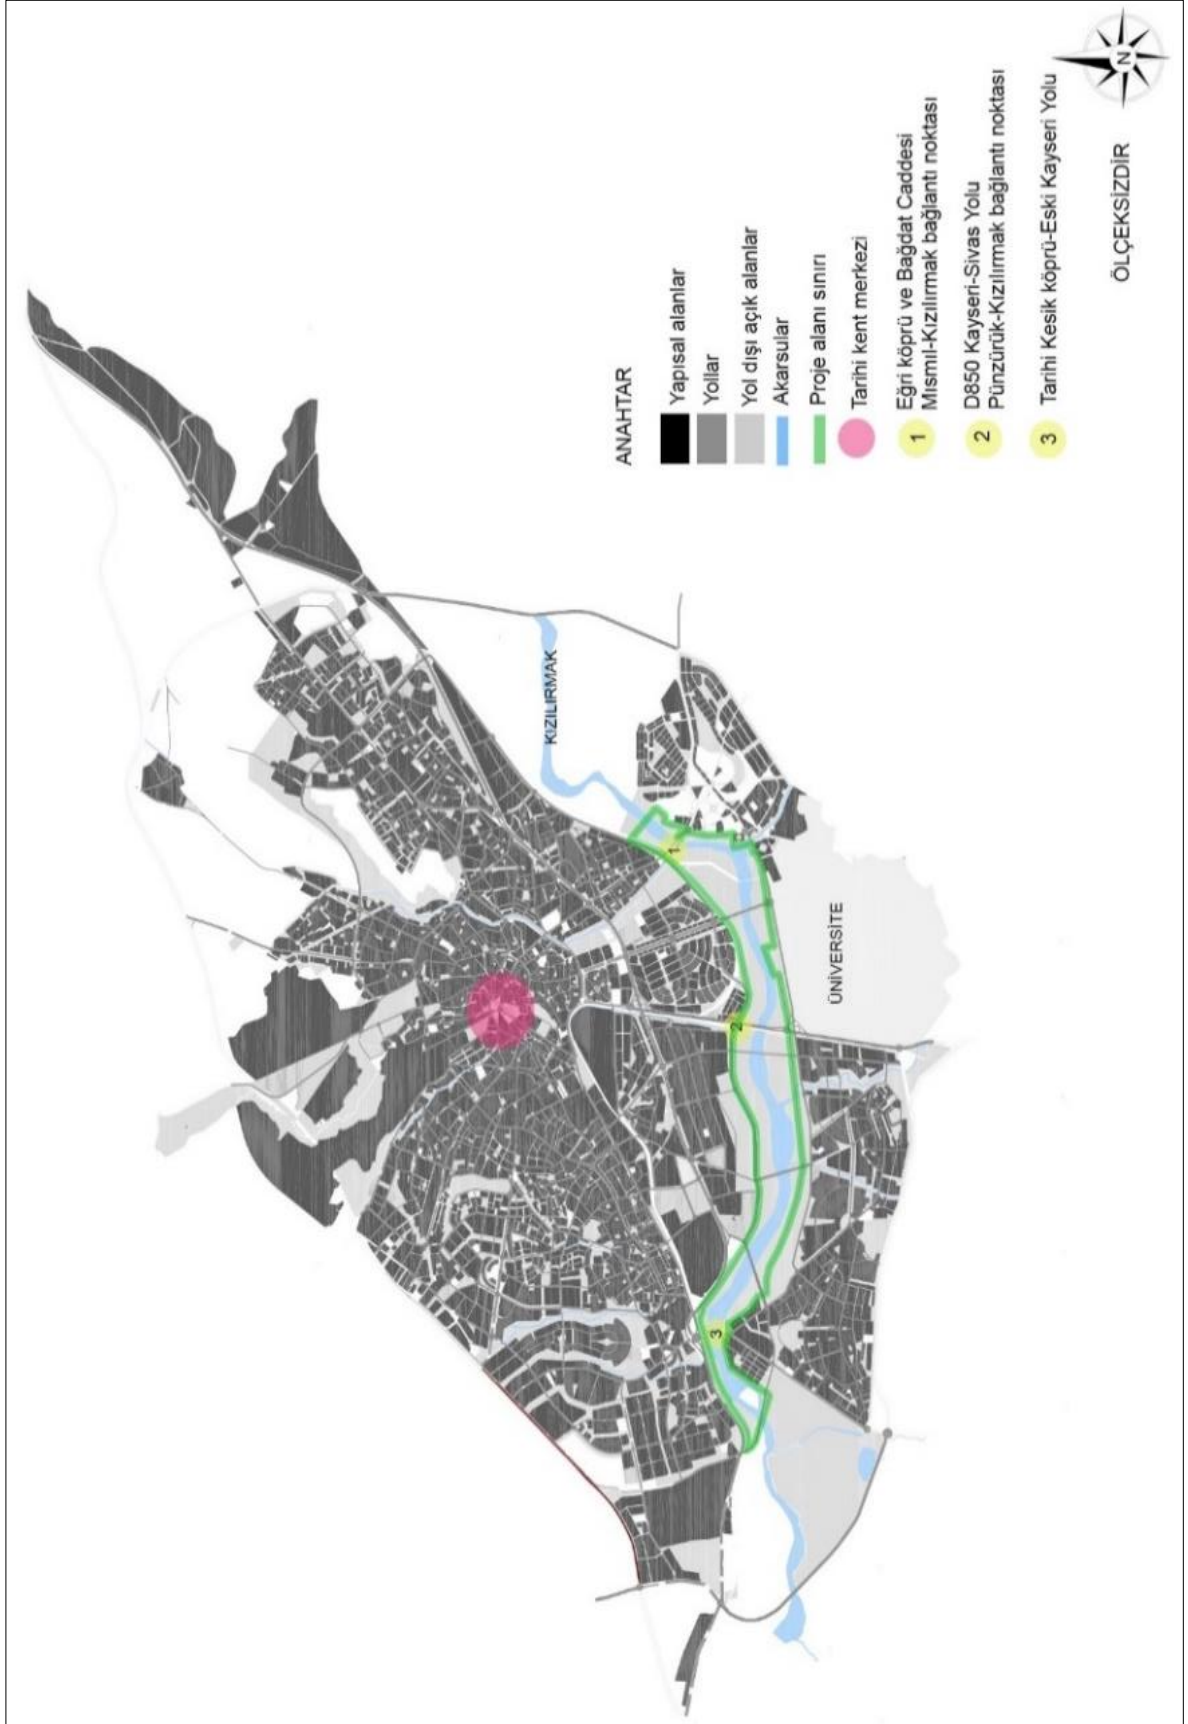 KIZILIRMAK
ÜNİVERSİTE
1
2
3
ANAHTAR
Yapısal alanlar
Yollar
Yol dışı açık alanlar
Akarsular
Proje alanı sınırı
Tarihi kent merkezi
1 Eğri köprü ve Bağdat Caddesi
Mısmıl-Kızılırmak bağlantı noktası
2 D850 Kayseri-Sivas Yolu
Pünzürük-Kızılırmak bağlantı noktası
3 Tarihi Kesik köprü-Eski Kayseri Yolu
ÖLÇEKSİZDİR
N